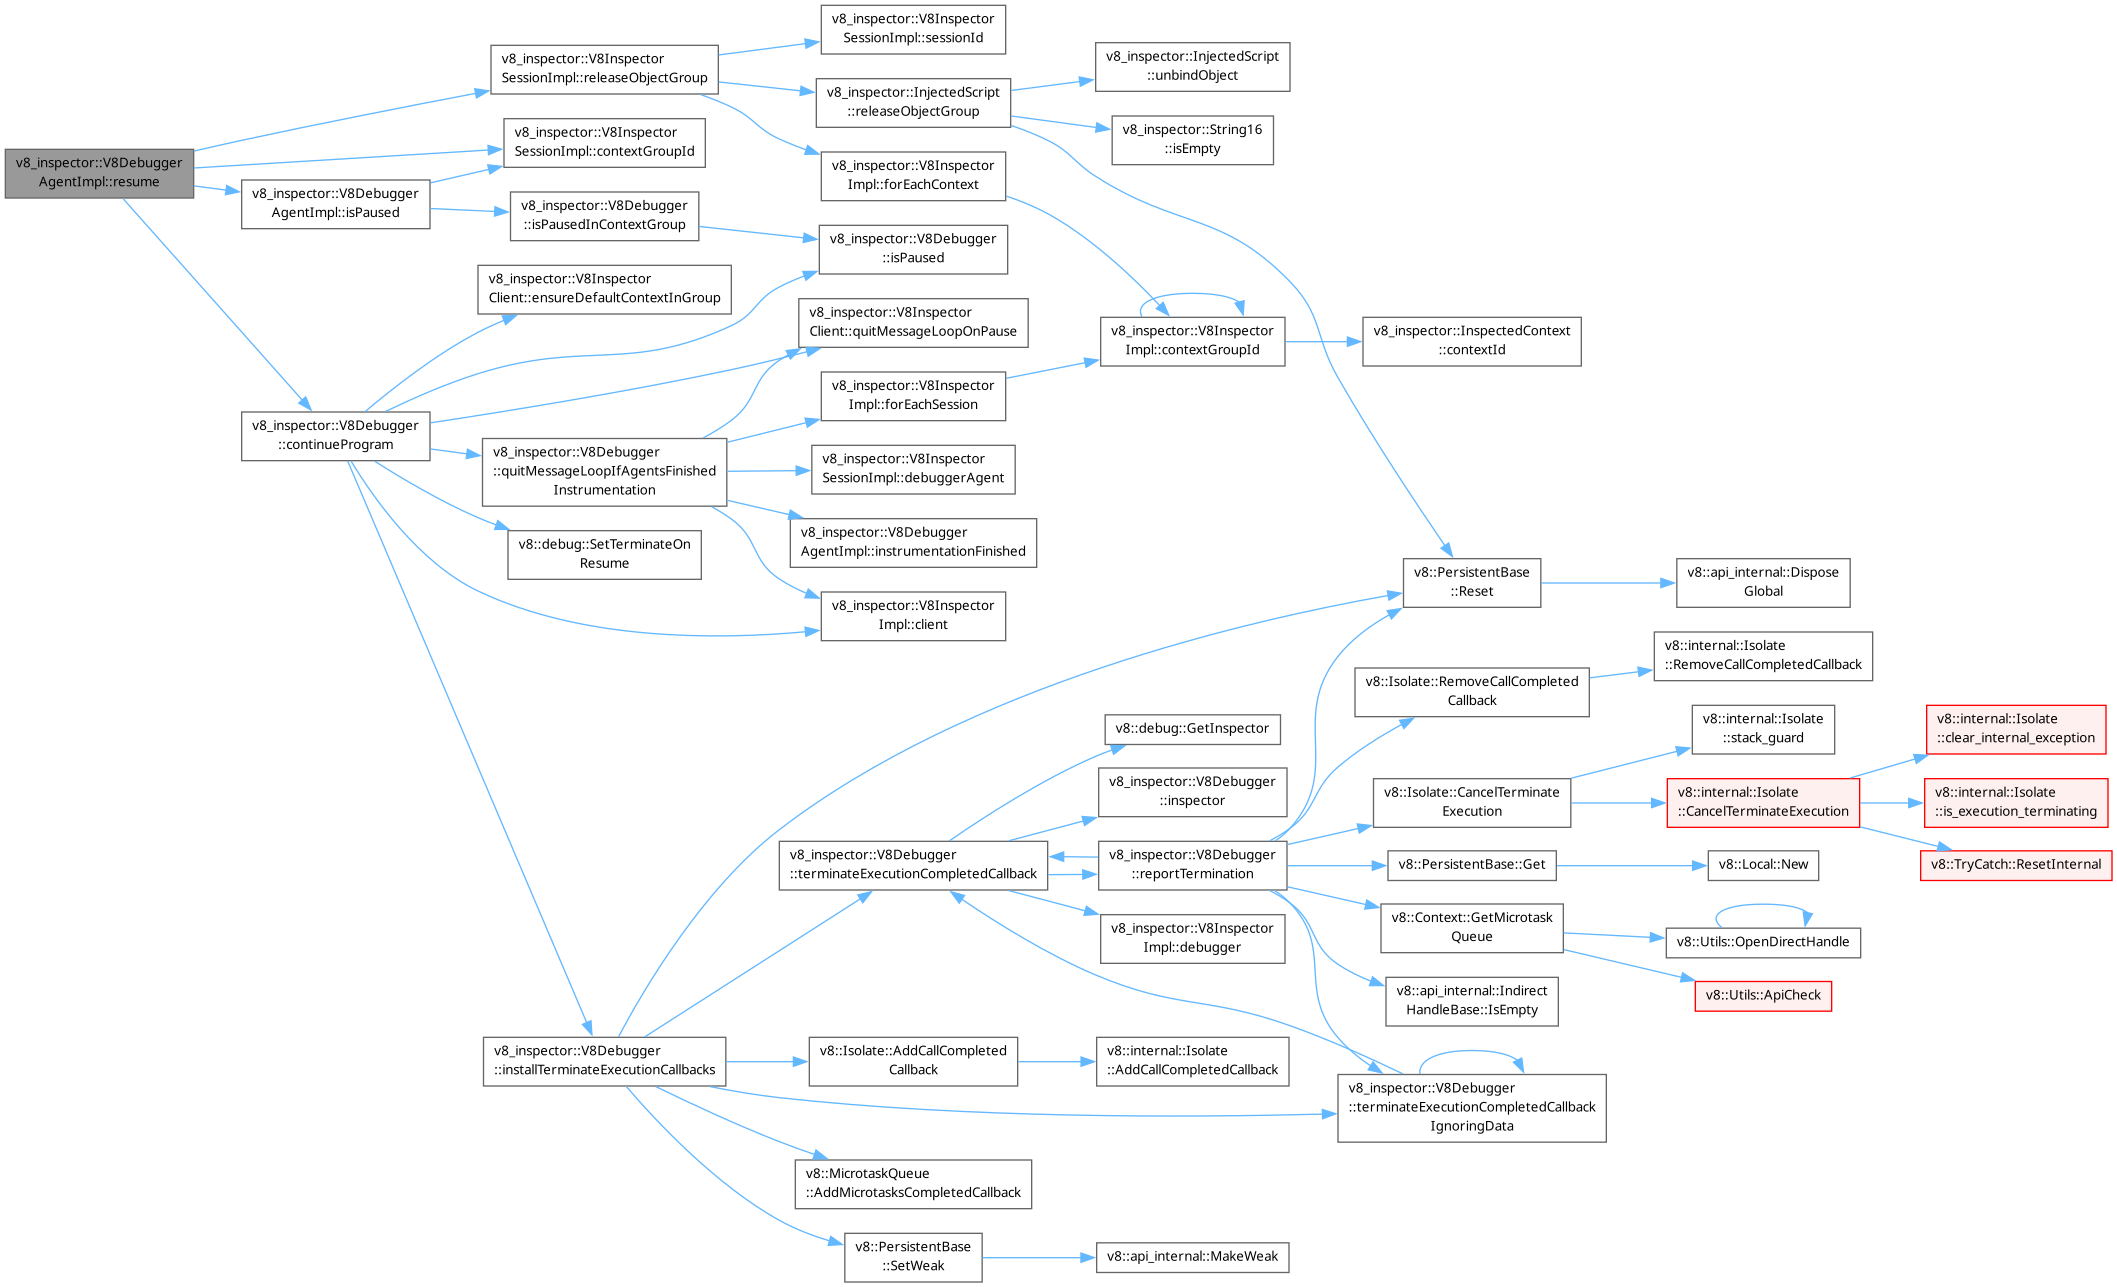 v8_inspector::V8Debugger
AgentImpl::resume
v8_inspector::V8Inspector
SessionImpl::releaseObjectGroup
v8_inspector::V8Inspector
SessionImpl::contextGroupId
v8_inspector::V8Debugger
AgentImpl::isPaused
v8_inspector::V8Debugger
::isPausedInContextGroup
v8_inspector::V8Inspector
Client::ensureDefaultContextInGroup
v8_inspector::V8Debugger
::continueProgram
v8_inspector::V8Debugger
::quitMessageLoopIfAgentsFinished
Instrumentation
v8::debug::SetTerminateOn
Resume
v8_inspector::V8Debugger
::installTerminateExecutionCallbacks
v8_inspector::V8Inspector
SessionImpl::sessionId
v8_inspector::InjectedScript
::releaseObjectGroup
v8_inspector::V8Inspector
Impl::forEachContext
v8_inspector::V8Debugger
::isPaused
v8_inspector::V8Inspector
Client::quitMessageLoopOnPause
v8_inspector::V8Inspector
Impl::forEachSession
v8_inspector::V8Inspector
SessionImpl::debuggerAgent
v8_inspector::V8Debugger
AgentImpl::instrumentationFinished
v8_inspector::V8Inspector
Impl::client
v8_inspector::V8Debugger
::terminateExecutionCompletedCallback
v8::Isolate::AddCallCompleted
Callback
v8::MicrotaskQueue
::AddMicrotasksCompletedCallback
v8::PersistentBase
::SetWeak
v8_inspector::InjectedScript
::unbindObject
v8_inspector::String16
::isEmpty
v8_inspector::V8Inspector
Impl::contextGroupId
v8::debug::GetInspector
v8_inspector::V8Debugger
::inspector
v8_inspector::V8Debugger
::reportTermination
v8_inspector::V8Inspector
Impl::debugger
v8::internal::Isolate
::AddCallCompletedCallback
v8::api_internal::MakeWeak
v8_inspector::InspectedContext
::contextId
v8::PersistentBase
::Reset
v8::Isolate::RemoveCallCompleted
Callback
v8::Isolate::CancelTerminate
Execution
v8::PersistentBase::Get
v8::Context::GetMicrotask
Queue
v8::api_internal::Indirect
HandleBase::IsEmpty
v8_inspector::V8Debugger
::terminateExecutionCompletedCallback
IgnoringData
v8::api_internal::Dispose
Global
v8::internal::Isolate
::RemoveCallCompletedCallback
v8::internal::Isolate
::stack_guard
v8::internal::Isolate
::CancelTerminateExecution
v8::Local::New
v8::Utils::OpenDirectHandle
v8::Utils::ApiCheck
v8::internal::Isolate
::clear_internal_exception
v8::internal::Isolate
::is_execution_terminating
v8::TryCatch::ResetInternal